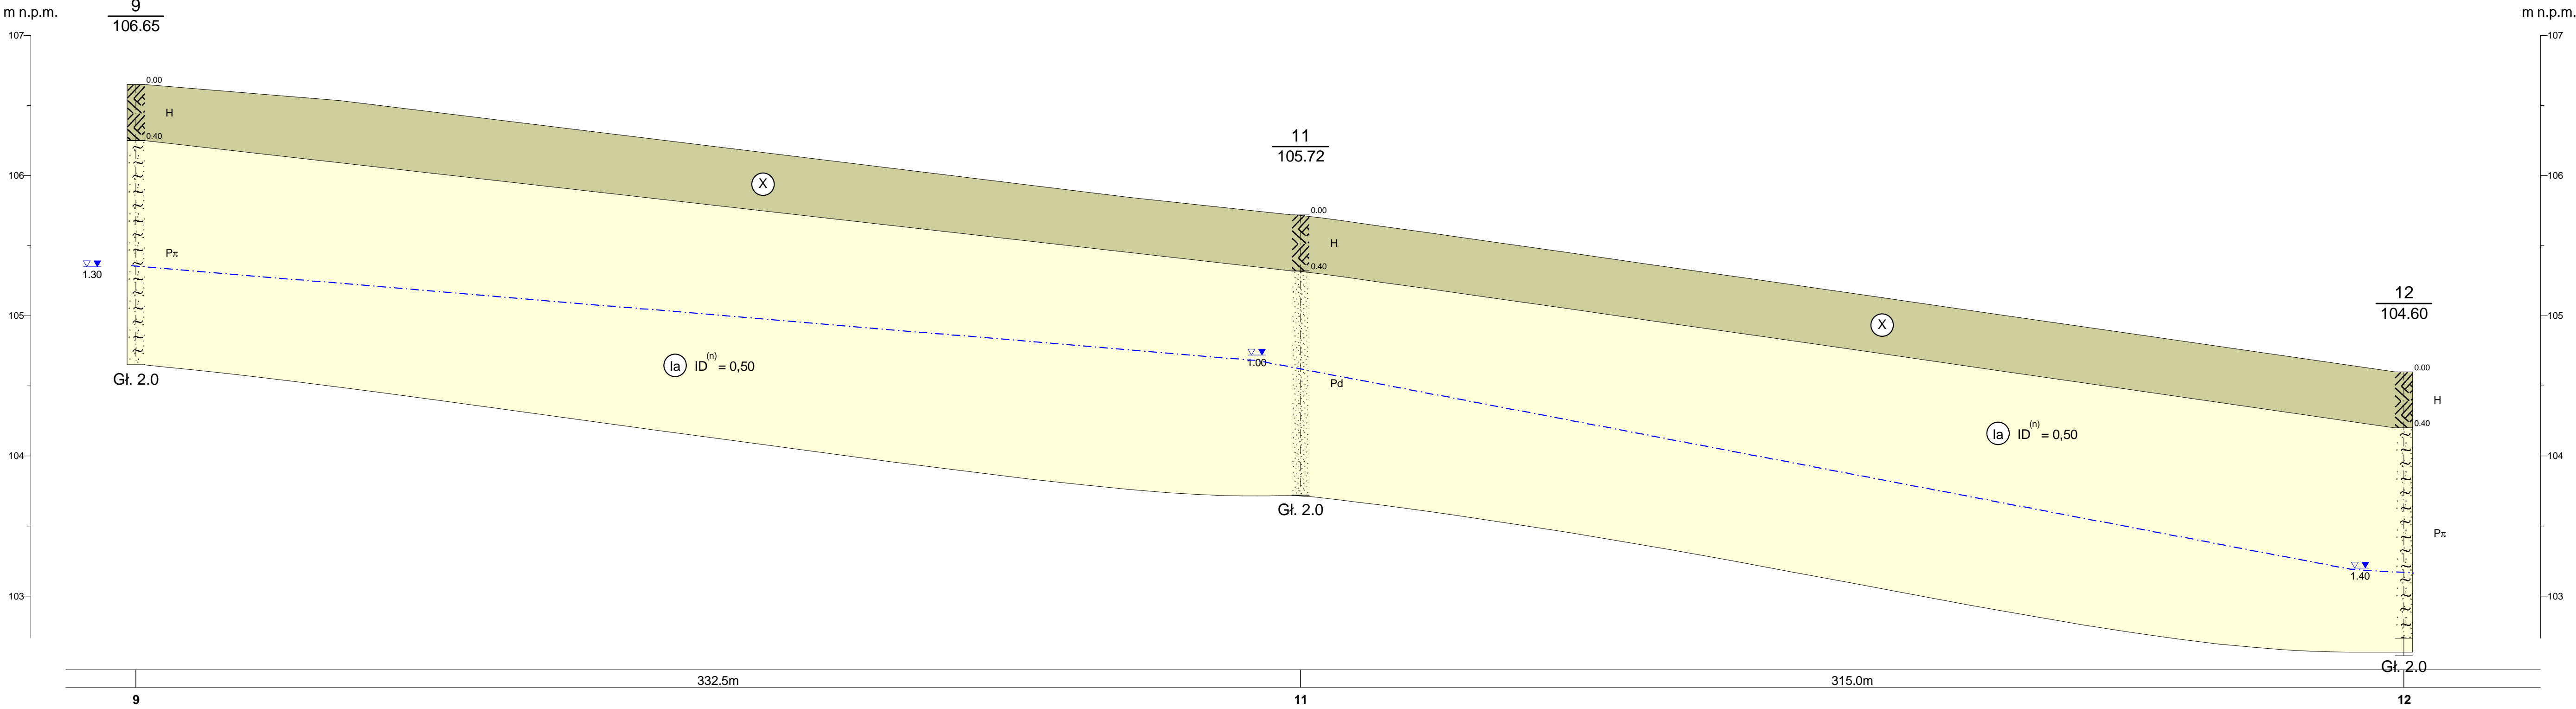 m n.p.m.
m n.p.m.
9
106.65
107
107
0.00
H
0.40
11
105.72
106
106
X
0.00
H
0.40
Pπ
1.30
12
104.60
105
105
X
1.00
Ia ID(n) = 0,50
Gł. 2.0
Pd
0.00
H
0.40
Ia ID(n) = 0,50
104
104
Gł. 2.0
Pπ
1.40
103
103
Gł. 2.0
332.5m
315.0m
9
11
12